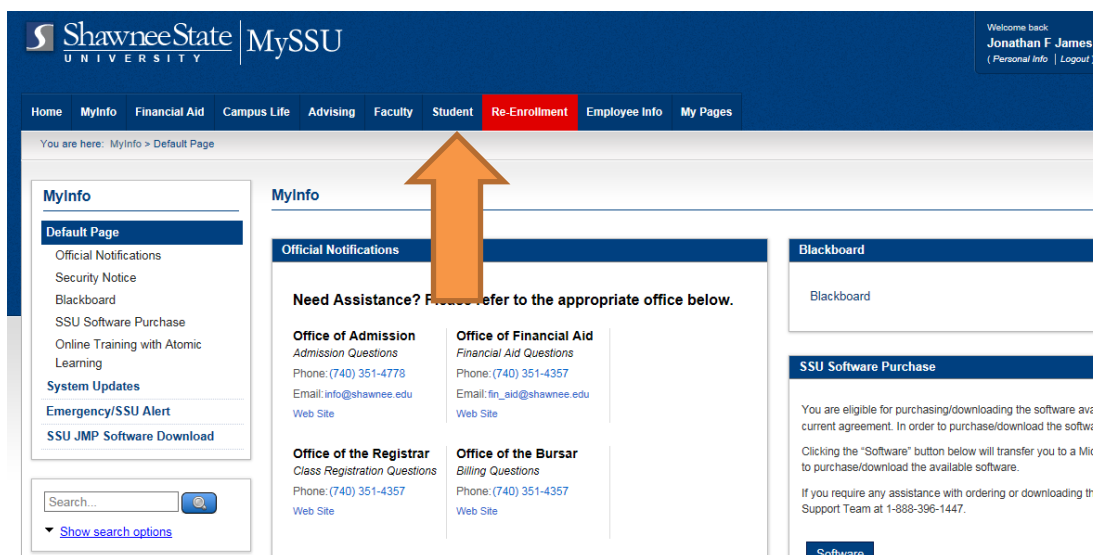 Shawnee State
UNIVERSITY
MySSU
Welcome back
Jonathan F James
( Personal Info | Logout )
Home MyInfo Financial Aid Campus Life Advising Faculty Student Re-Enrollment Employee Info My Pages
You are here: MyInfo > Default Page
MyInfo
Default Page
Official Notifications
Security Notice
Blackboard
SSU Software Purchase
Online Training with Atomic
Learning
System Updates
Emergency/SSU Alert
SSU JMP Software Download
Search...
Show search options
MyInfo
Official Notifications
Need Assistance? refer to the appropriate office below.
Office of Admission
Admission Questions
Phone: (740) 351-4778
Email: info@shawnee.edu
Web Site
Office of Financial Aid
Financial Aid Questions
Phone: (740) 351-4357
Email: fin_aid@shawnee.edu
Web Site
Office of the Registrar
Class Registration Questions
Phone: (740) 351-4357
Web Site
Office of the Bursar
Billing Questions
Phone: (740) 351-4357
Web Site
Blackboard
Blackboard
SSU Software Purchase
You are eligible for purchasing/downloading the software
current agreement. In order to purchase/download the
Clicking the "Software" button below will transfer you to a
to purchase/download the available software.
If you require any assistance with ordering or downloading
Support Team at 1-888-396-1447.
Software